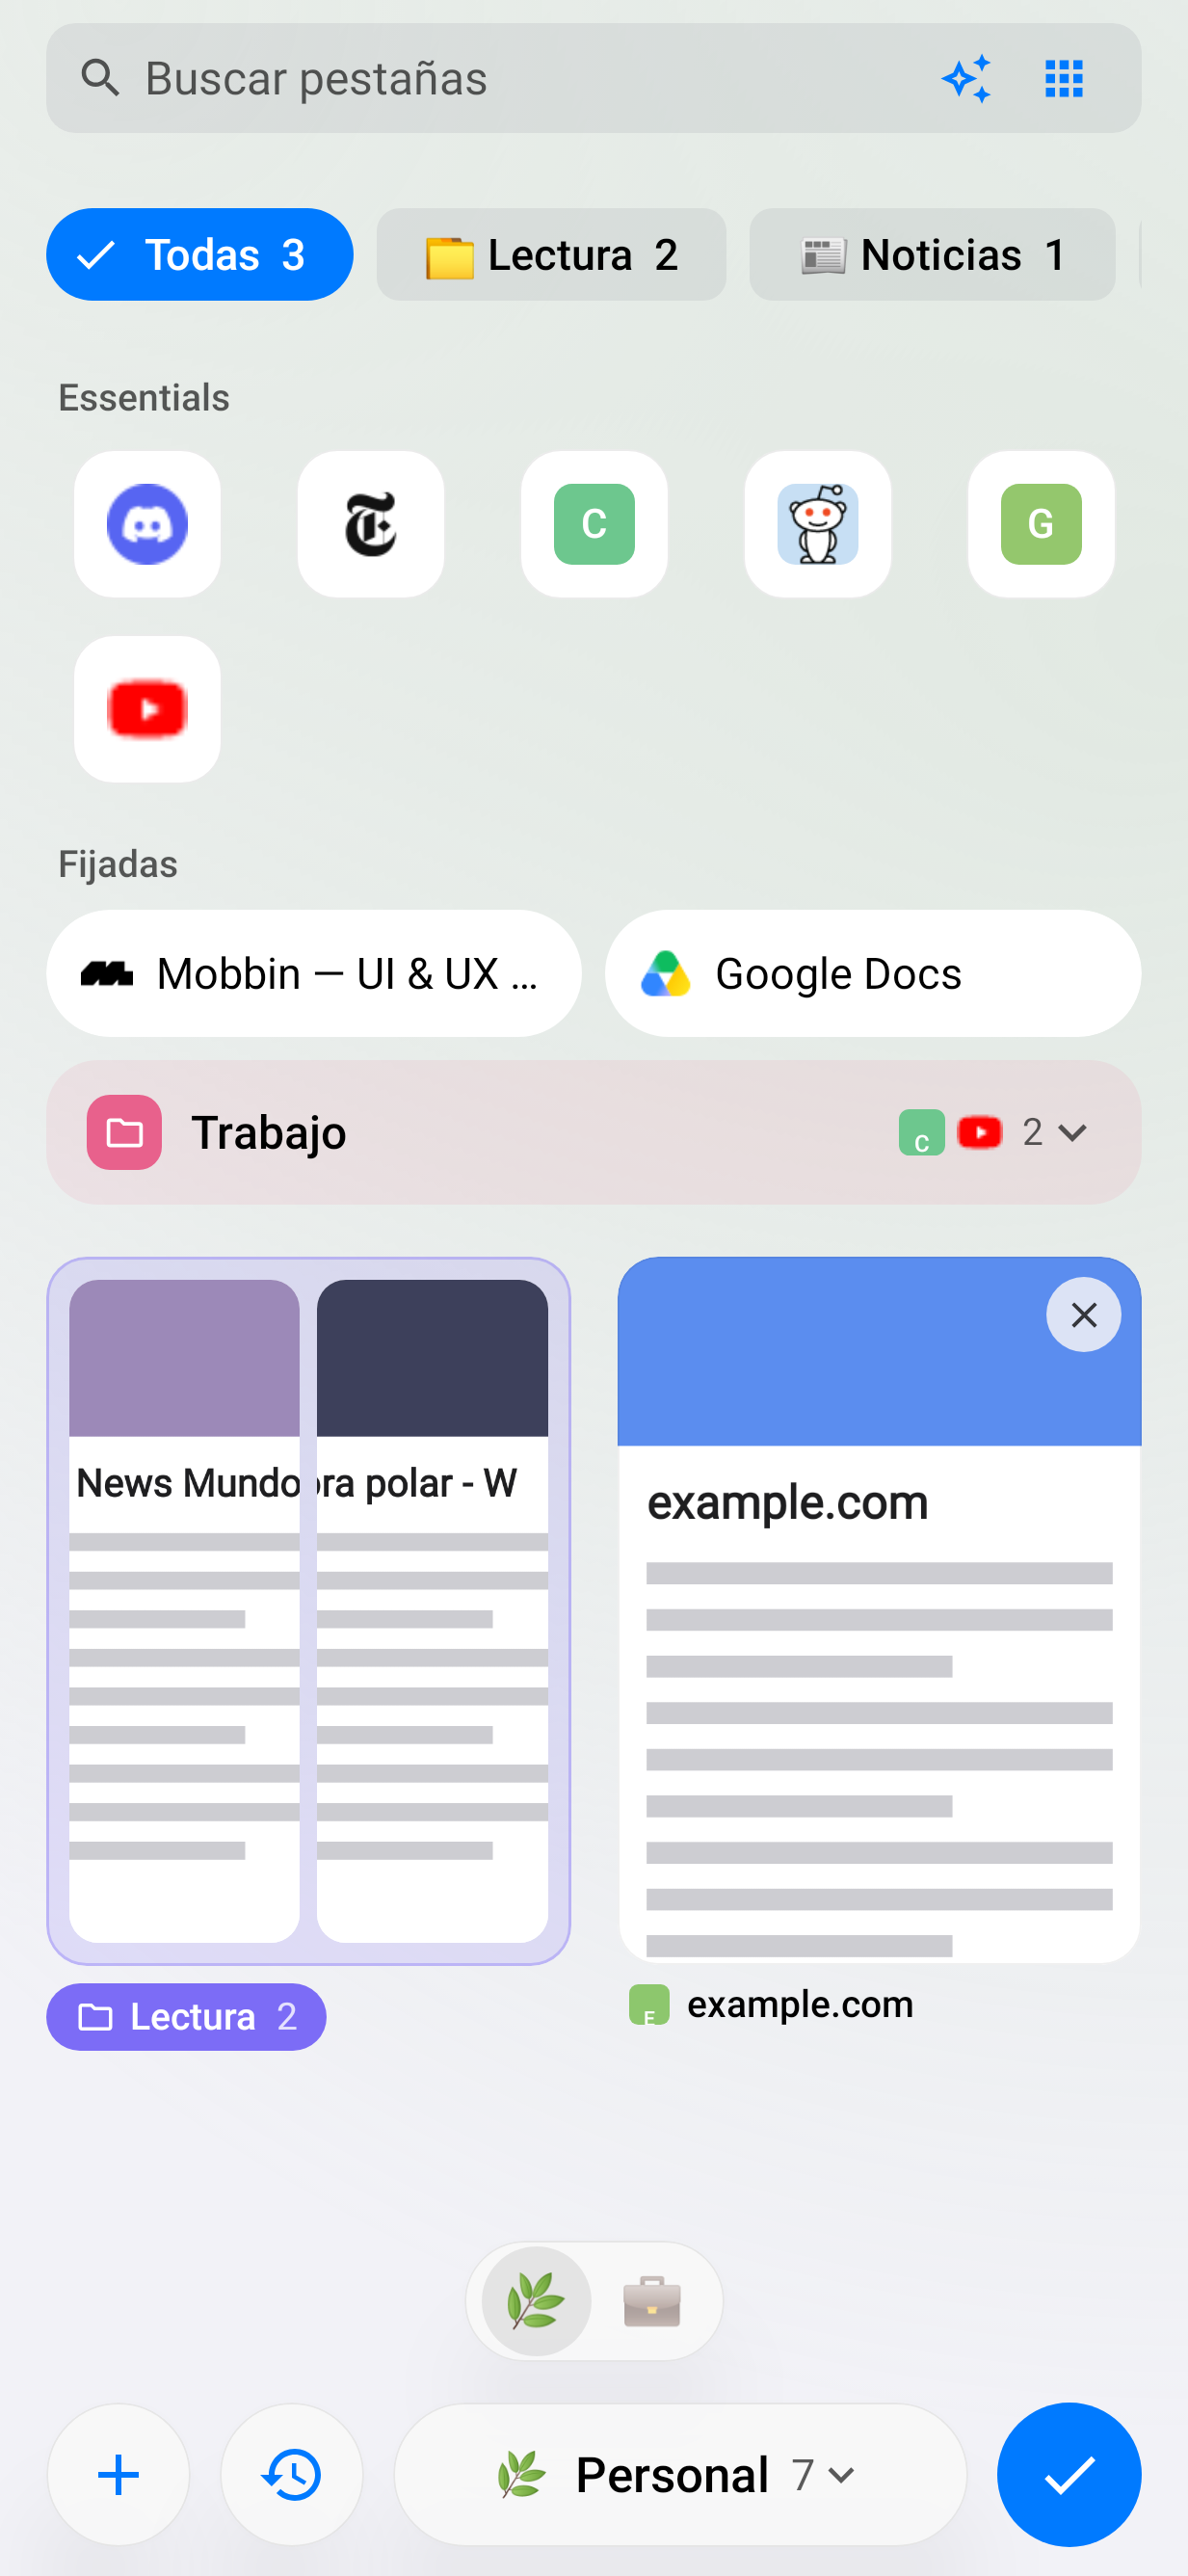 Buscar pestañas
Todas 3
Lectura 2
Noticias 1
Essentials
C
G
Fijadas
Mobbin — UI & UX ...
Google Docs
Trabajo
C
2
News Mundo
ra polar - W
example.com
Lectura 2
E
example.com
Personal 7